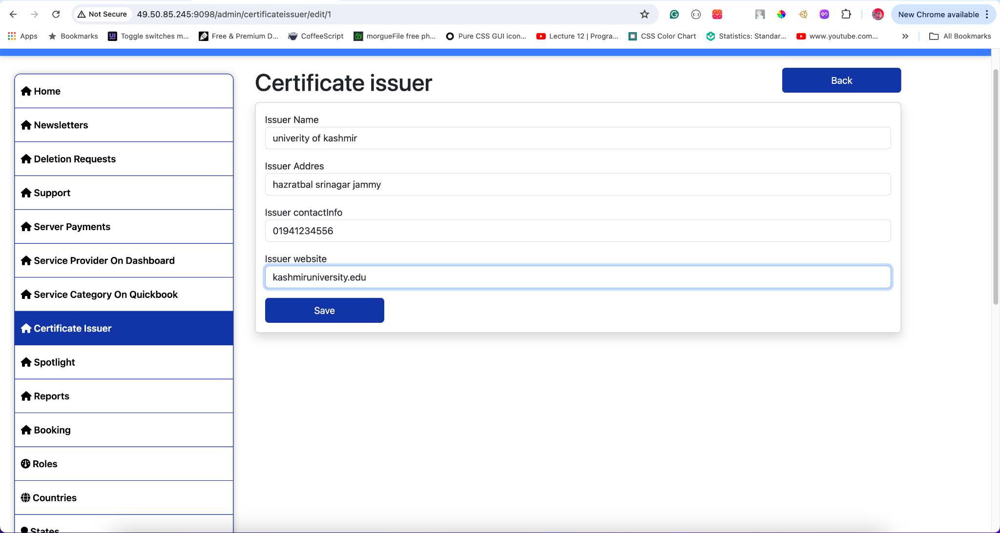 Not Secure 49.50.85.245:9098/admin/certificateissuer/edit/1 New Chrome available
Apps Bookmarks UI Toggle switches m... Free & Premium D... CoffeeScript morgueFile free ph... Pure CSS GUI icon... Lecture 12 | Progra... CSS Color Chart Statistics: Standar... www.youtube.com... All Bookmarks
Home
Newsletters
Deletion Requests
Support
Server Payments
Service Provider On Dashboard
Service Category On Quickbook
Certificate Issuer
Spotlight
Reports
Booking
Roles
Countries
States
Certificate issuer
Back
Issuer Name
univerity of kashmir
Issuer Addres
hazratbal srinagar jammy
Issuer contactInfo
01941234556
Issuer website
kashmiruniversity.edu
Save